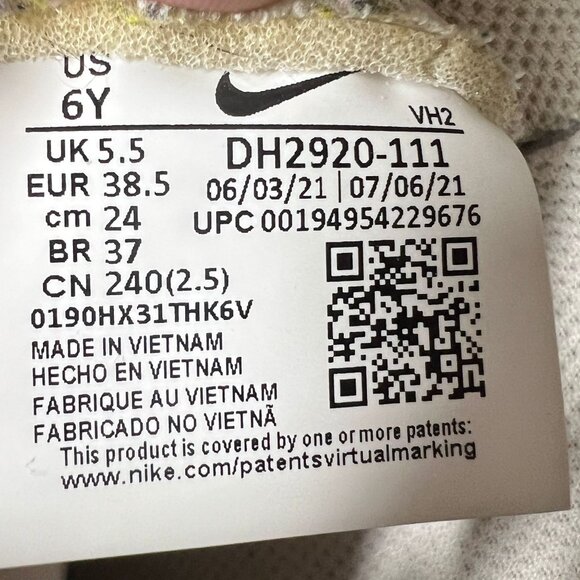 US
6Y
VH2
UK 5.5
EUR 38.5
cm 24
BR 37
CN 240(2.5)
0190HX31THK6V
DH2920-111
06/03/21 | 07/06/21
UPC 00194954229676
MADE IN VIETNAM
HECHO EN VIETNAM
FABRIQUE AU VIETNAM
FABRICADO NO VIETNÃ
This product is covered by one or more patents:
www.nike.com/patentsvirtualmarking